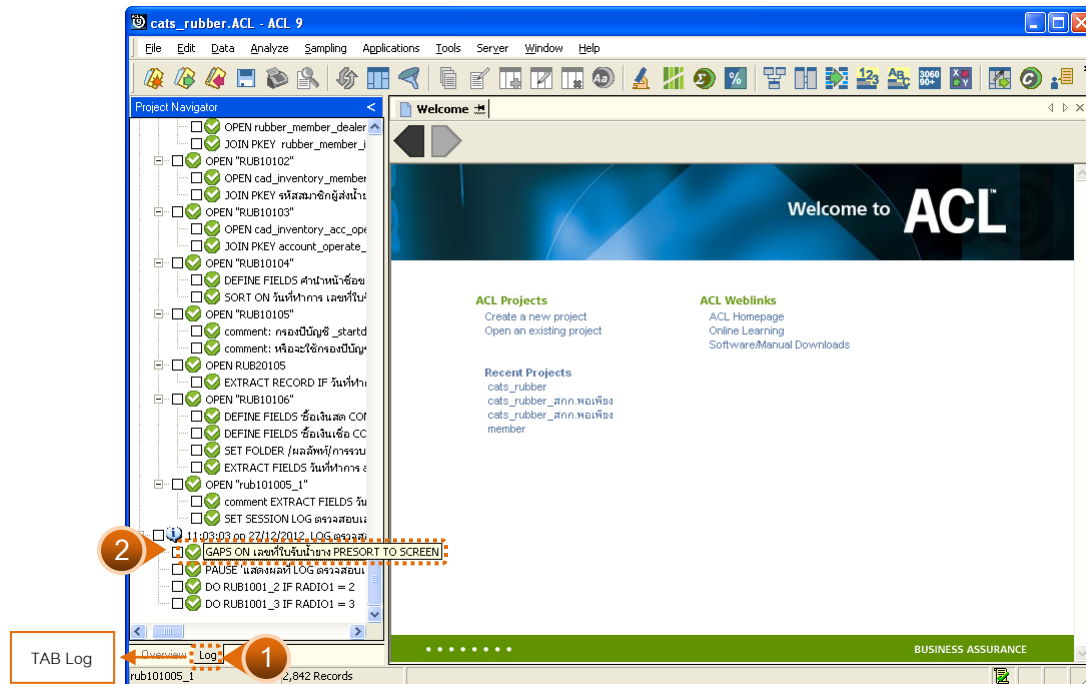 cats_rubber.ACL - ACL 9
File Edit Data Analyze Sampling Applications Tools Server Window Help
Project Navigator <
Welcome
OPEN rubber_member_dealer
JOIN PKEY rubber_member_i
OPEN "RUB10102"
OPEN cad_inventory_member
JOIN PKEY รหัสสมาชิกผู้ส่งน้ำย
OPEN "RUB10103"
OPEN cad_inventory_acc_ope
JOIN PKEY account_operate_
OPEN "RUB10104"
DEFINE FIELDS คำนำหน้าชื่อข
SORT ON วันที่ทำการ เลขที่ใบรั
OPEN "RUB10105"
comment: กรองปีบัญชี _startd
comment: หรือจะใช้กรองปีบัญ
OPEN RUB20105
EXTRACT RECORD IF วันที่ทำ
OPEN "RUB10106"
DEFINE FIELDS ซื้อเงินสด COM
DEFINE FIELDS ซื้อเงินเชื่อ CO
SET FOLDER /ผลลัพท์/การรวบ
EXTRACT FIELDS วันที่ทำการ
OPEN "rub101005_1"
comment EXTRACT FIELDS วัน
SET SESSION LOG ตรวจสอบเล
11:03:03 on 27/12/2012 LOG ตรวจส
GAPS ON เลขที่ใบรับน้ำยาง PRESORT TO SCREEN
PAUSE 'แสดงผลที่ LOG ตรวจสอบเ
DO RUB1001_2 IF RADIO1 = 2
DO RUB1001_3 IF RADIO1 = 3
2
Welcome to ACL™
ACL Projects
Create a new project
Open an existing project
Recent Projects
cats_rubber
cats_rubber_สกก.พอเพียง
cats_rubber_สกก.พอเพียง
member
ACL Weblinks
ACL Homepage
Online Learning
Software/Manual Downloads
BUSINESS ASSURANCE
TAB Log
Overview Log
1
rub101005_1 2,842 Records